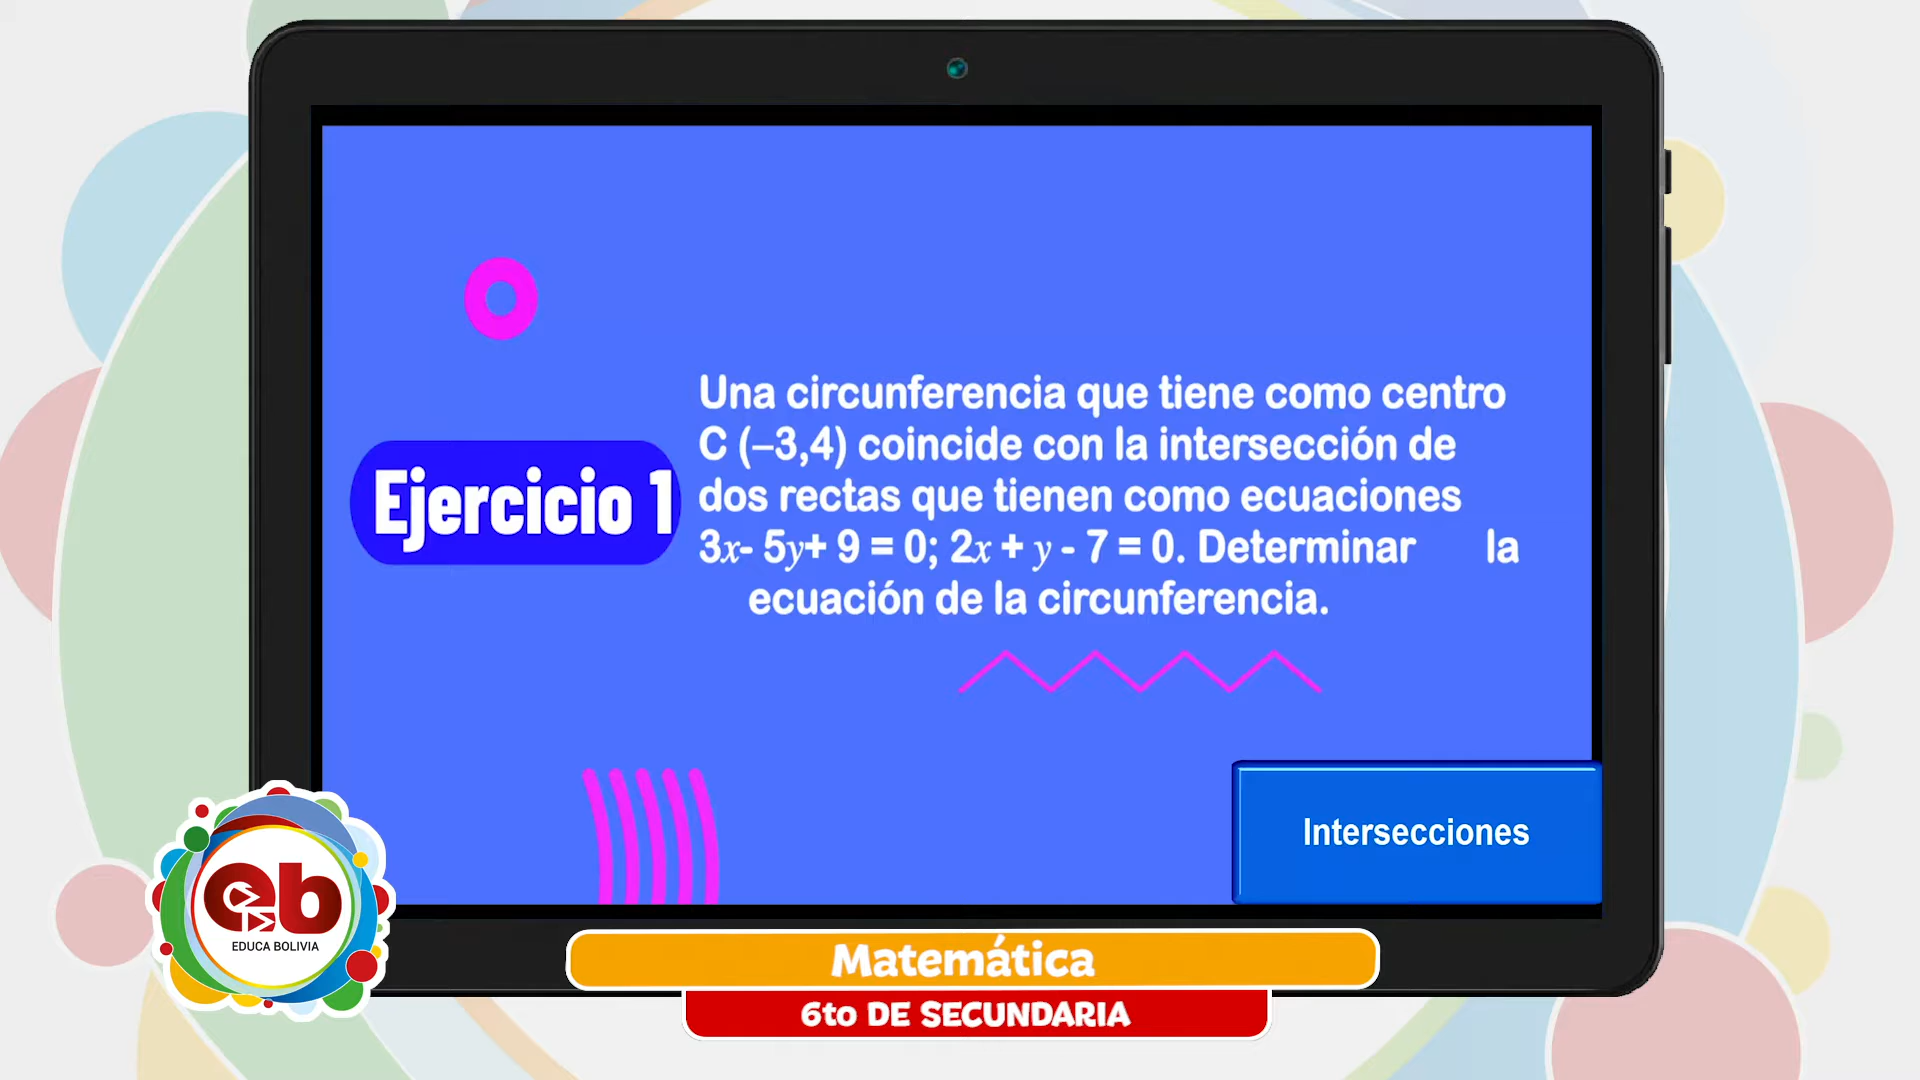 Una circunferencia que tiene como centro
C (–3,4) coincide con la intersección de
Ejercicio 1
dos rectas que tienen como ecuaciones
3x- 5y+ 9 = 0; 2x + y - 7 = 0. Determinar la
ecuación de la circunferencia.
Intersecciones
eb
EDUCA BOLIVIA
Matemática
6to DE SECUNDARIA